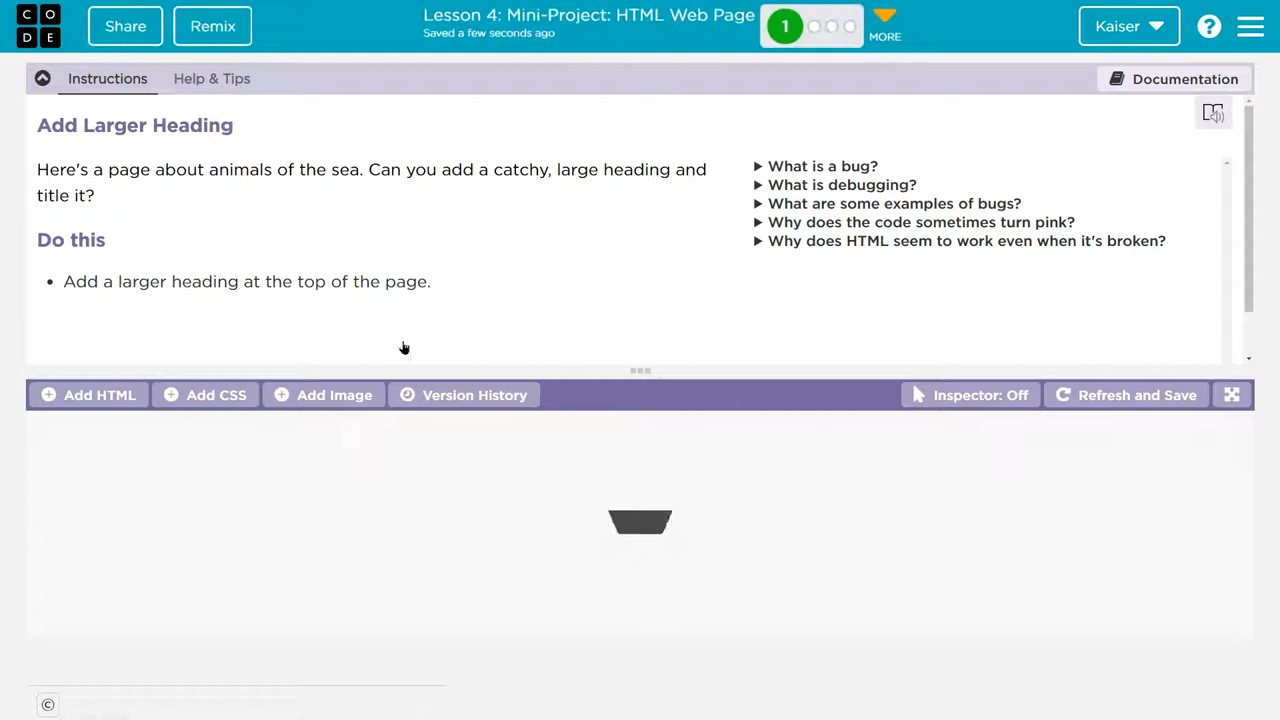 CODE
Share
Remix
Lesson 4: Mini-Project: HTML Web Page
Saved a few seconds ago
1
MORE
Kaiser
?
Instructions
Help & Tips
Documentation
Add Larger Heading
Here's a page about animals of the sea. Can you add a catchy, large heading and
title it?
Do this
• Add a larger heading at the top of the page.
What is a bug?
What is debugging?
What are some examples of bugs?
Why does the code sometimes turn pink?
Why does HTML seem to work even when it's broken?
Add HTML
Add CSS
Add Image
Version History
Inspector: Off
Refresh and Save
©